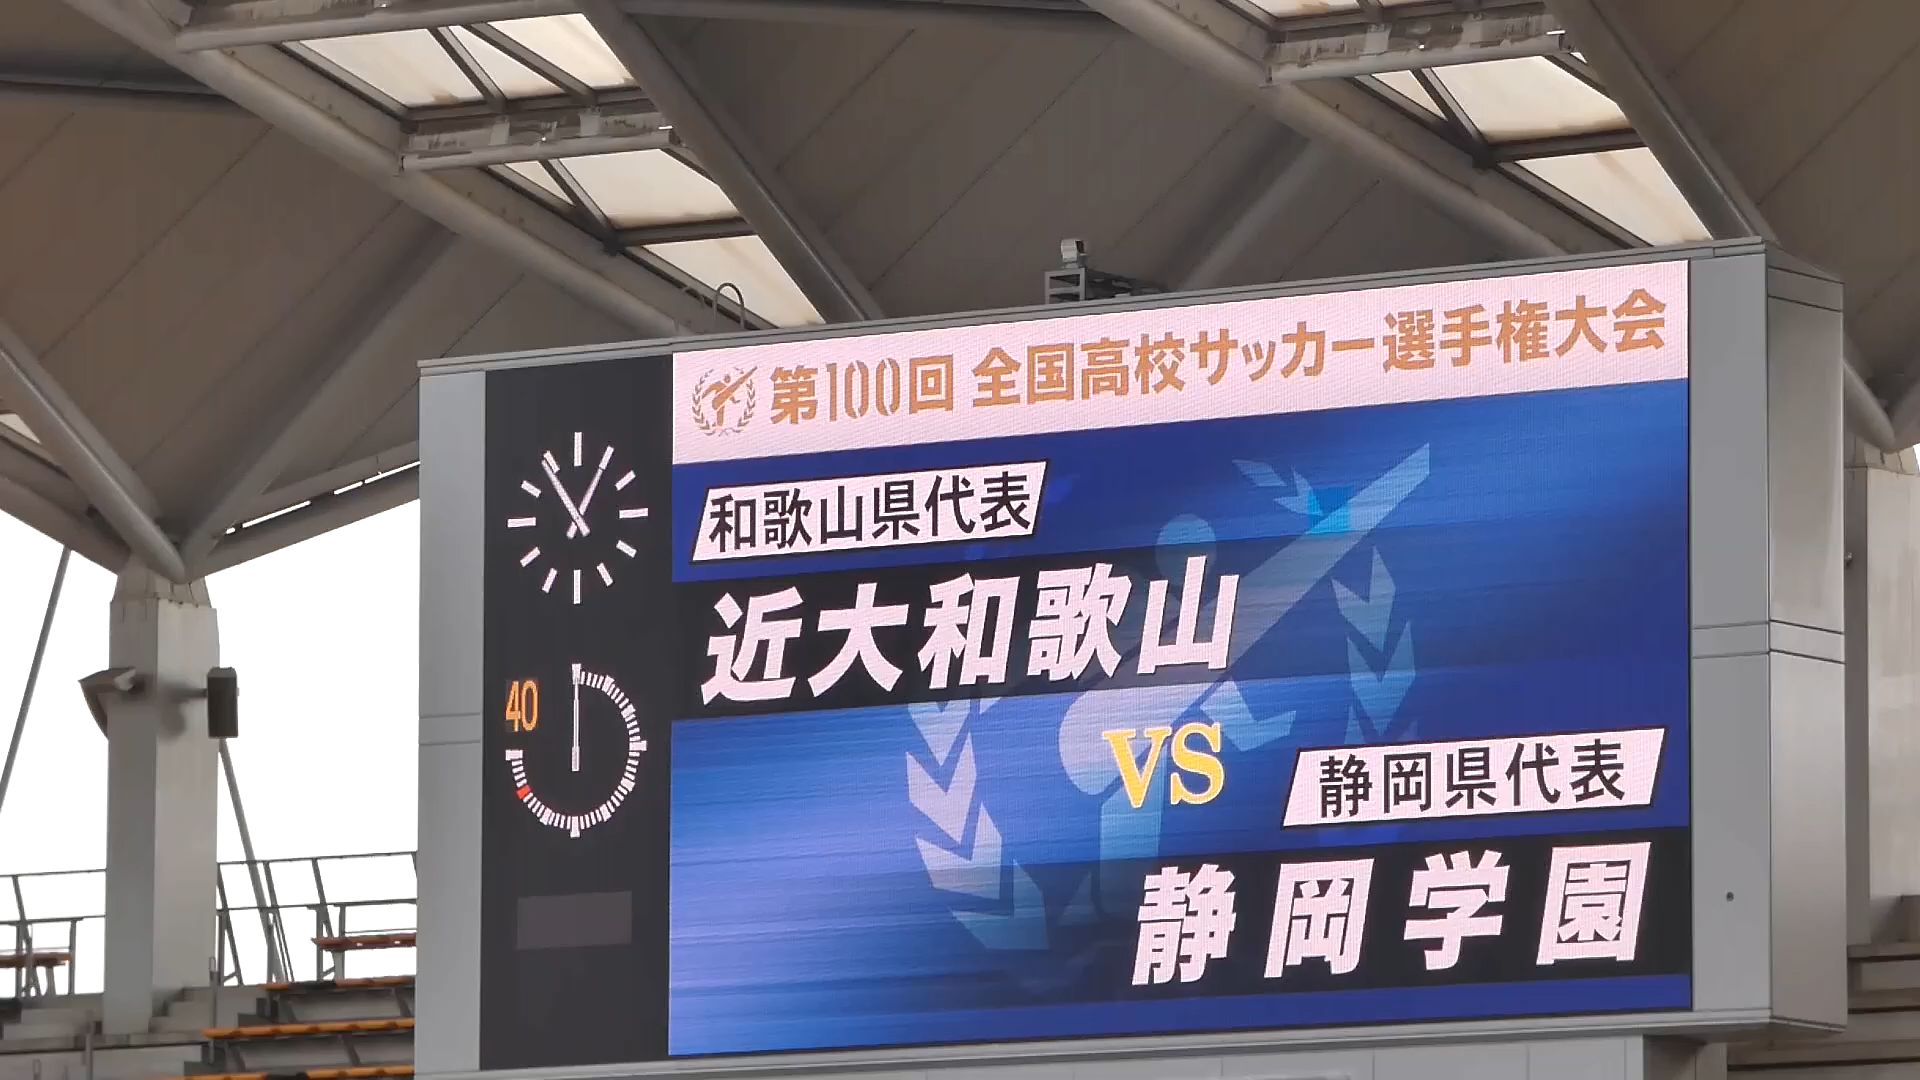 第100回 全国高校サッカー選手権大会
和歌山県代表
近大和歌山
40
VS
静岡県代表
静岡学園